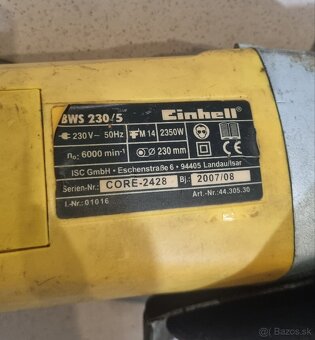 BWS 230/5 Einhell
230V~ 50Hz M 14 2350W
n₀: 6000 min⁻¹ Ø 230 mm
ISC GmbH • Eschenstraße 6 • 94405 Landau/Isar
Serien-Nr.: CORE-2428 Bj.: 2007/08
I.-Nr.: 01016 Art.-Nr.: 44.305.30
Bazos.sk